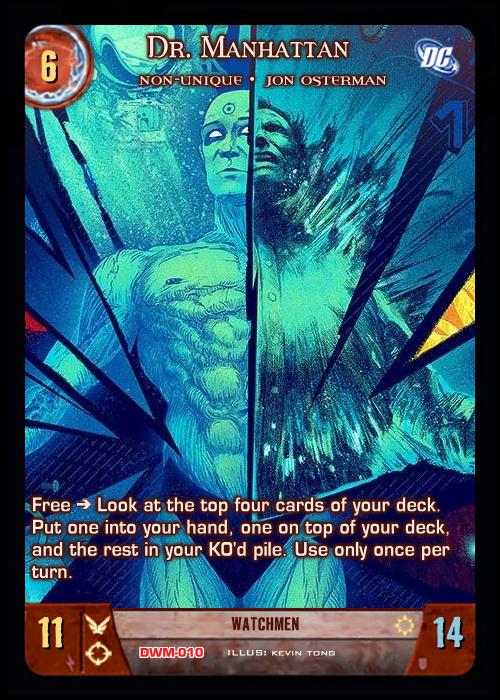 6
Dr. Manhattan
DC
NON-UNIQUE • JON OSTERMAN
Free ➔ Look at the top four cards of your deck.
Put one into your hand, one on top of your deck,
and the rest in your KO'd pile. Use only once per
turn.
11
WATCHMEN
14
DWM-010
ILLUS: KEVIN TONG